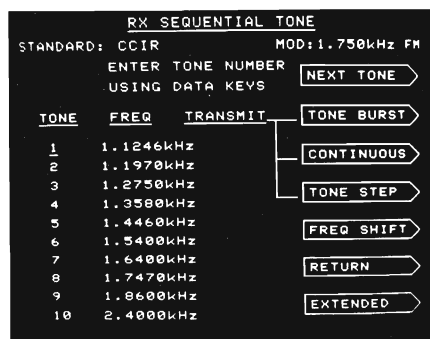 RX SEQUENTIAL TONE
STANDARD: CCIR MOD:1.750kHz FM
ENTER TONE NUMBER
USING DATA KEYS
NEXT TONE
TONE FREQ TRANSMIT TONE BURST
1 1.1246kHz
CONTINUOUS
2 1.1970kHz
3 1.2750kHz
TONE STEP
4 1.3580kHz
5 1.4460kHz
FREQ SHIFT
6 1.5400kHz
7 1.6400kHz
RETURN
8 1.7470kHz
9 1.8600kHz
EXTENDED
10 2.4000kHz